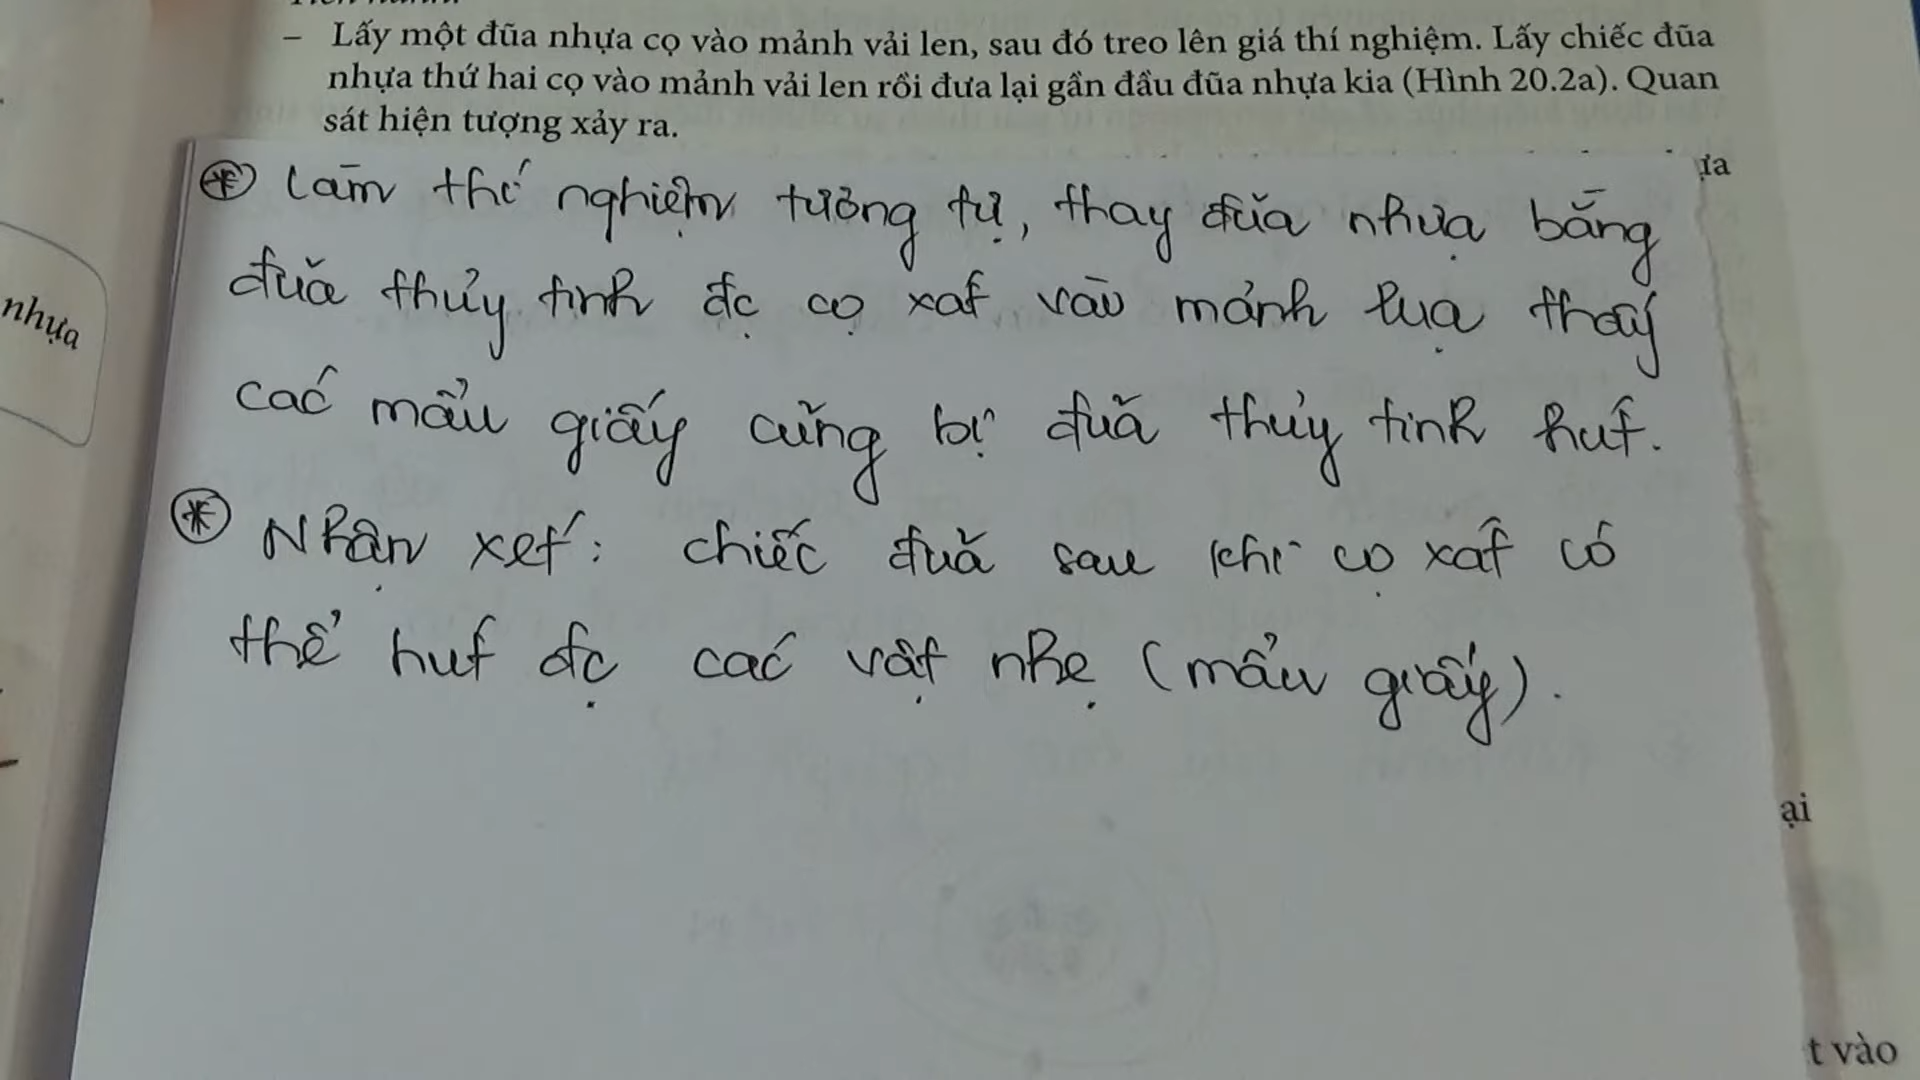 – Lấy một đũa nhựa cọ vào mảnh vải len, sau đó treo lên giá thí nghiệm. Lấy chiếc đũa
nhựa thứ hai cọ vào mảnh vải len rồi đưa lại gần đầu đũa nhựa kia (Hình 20.2a). Quan
sát hiện tượng xảy ra.
ựa
* Làm thí nghiệm tương tự, thay đũa nhựa bằng
đũa thủy tinh đc cọ xát vào mảnh lụa thấy
nhựa
các mẩu giấy cũng bị đũa thủy tinh hút.
* Nhận xét: chiếc đũa sau khi cọ xát có
thể hút đc các vật nhẹ (mẩu giấy).
ại
t vào